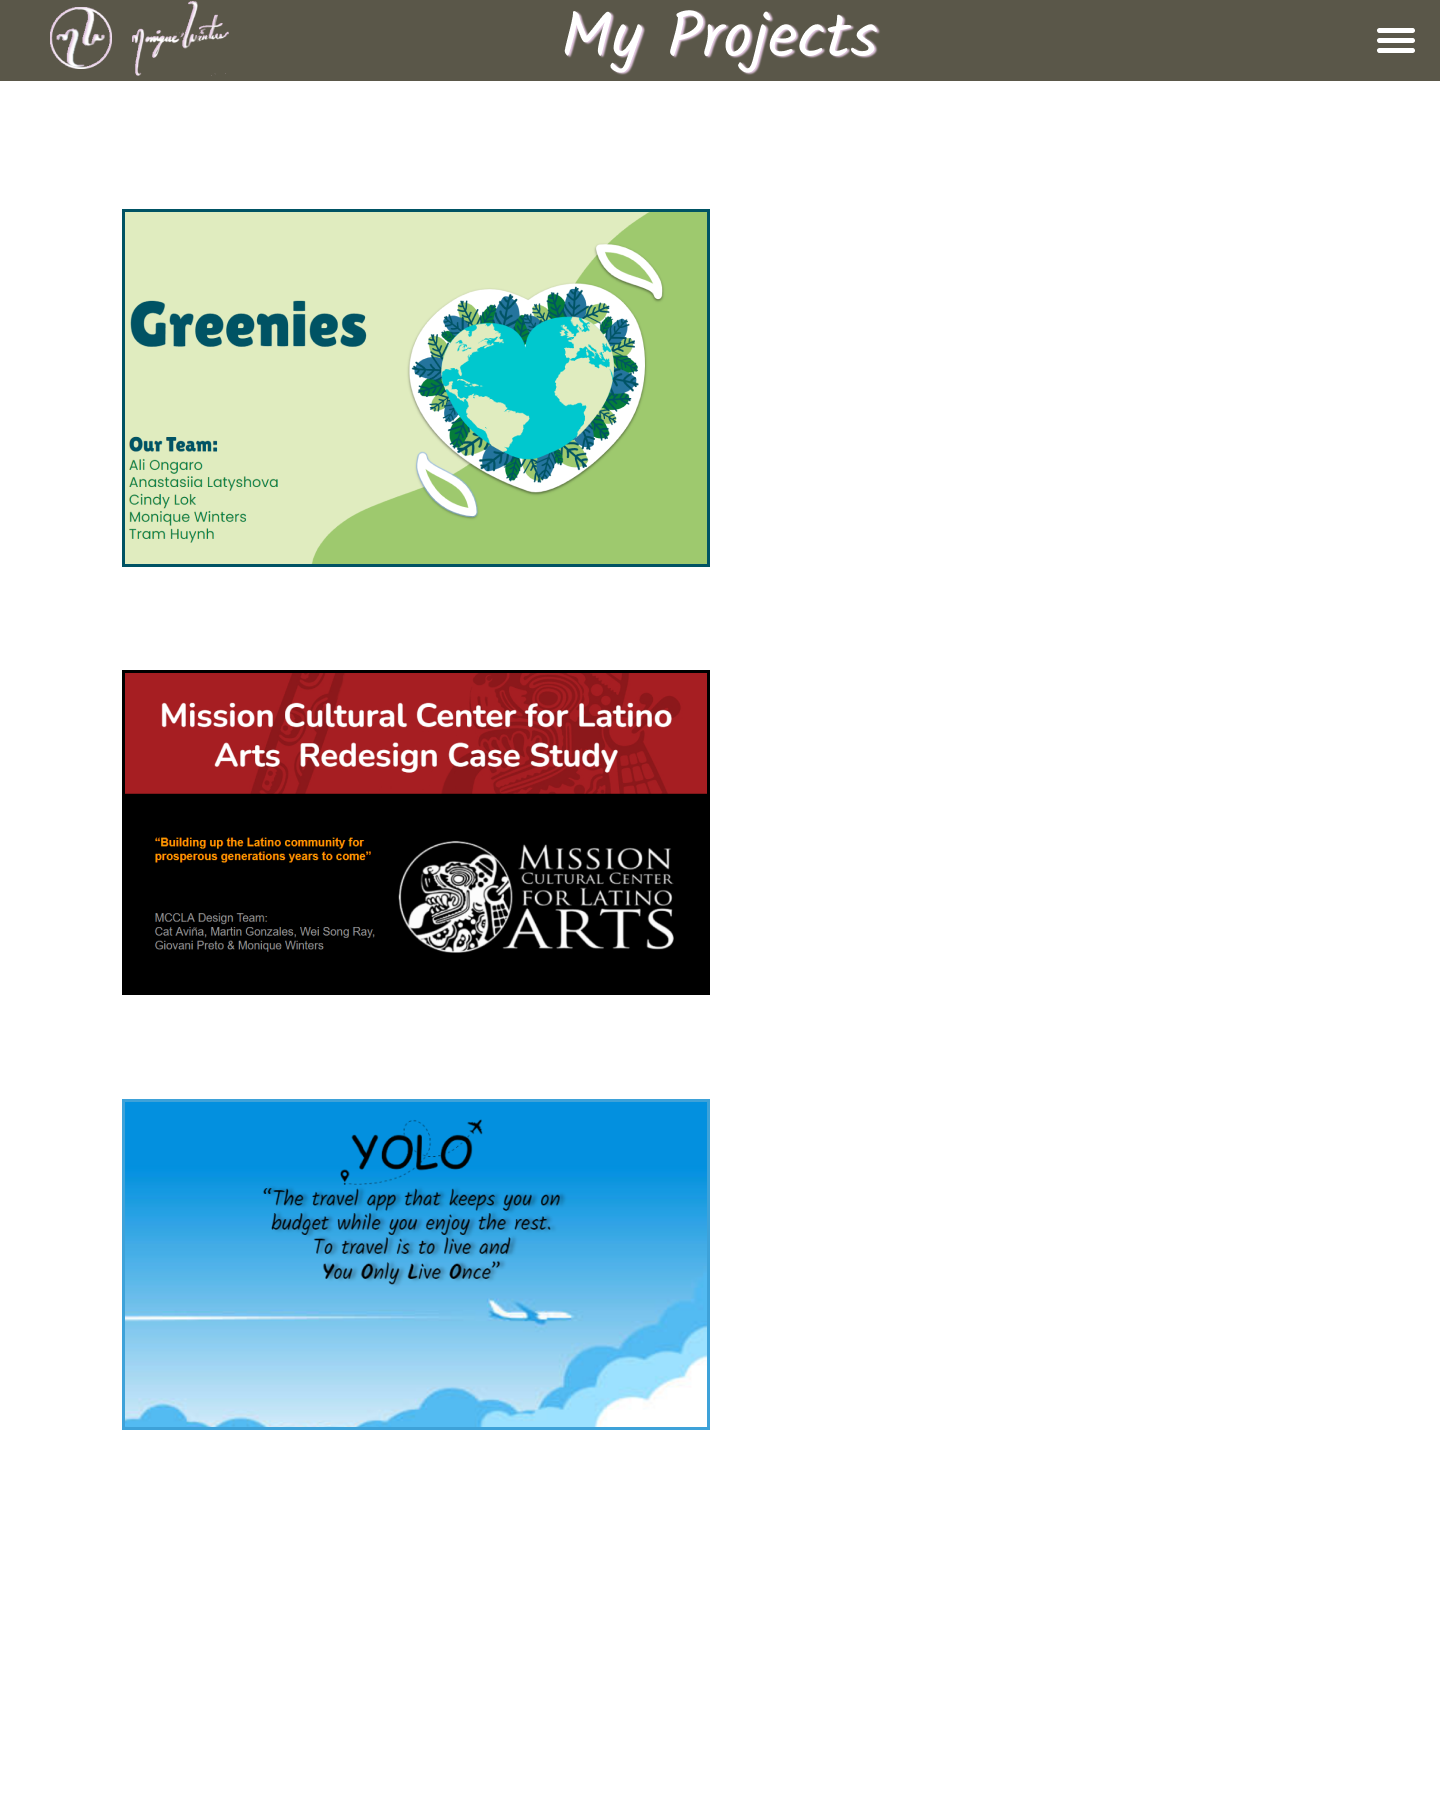 Monique Winters
My Projects
Greenies
Our Team:
Ali Ongaro
Anastasiia Latyshova
Cindy Lok
Monique Winters
Tram Huynh
Mission Cultural Center for Latino
Arts Redesign Case Study
“Building up the Latino community for
prosperous generations years to come”
MCCLA Design Team:
Cat Aviña, Martin Gonzales, Wei Song Ray,
Giovani Preto & Monique Winters
MISSION
CULTURAL CENTER
FOR LATINO
ARTS
YOLO
“The travel app that keeps you on
budget while you enjoy the rest.
To travel is to live and
You Only Live Once”